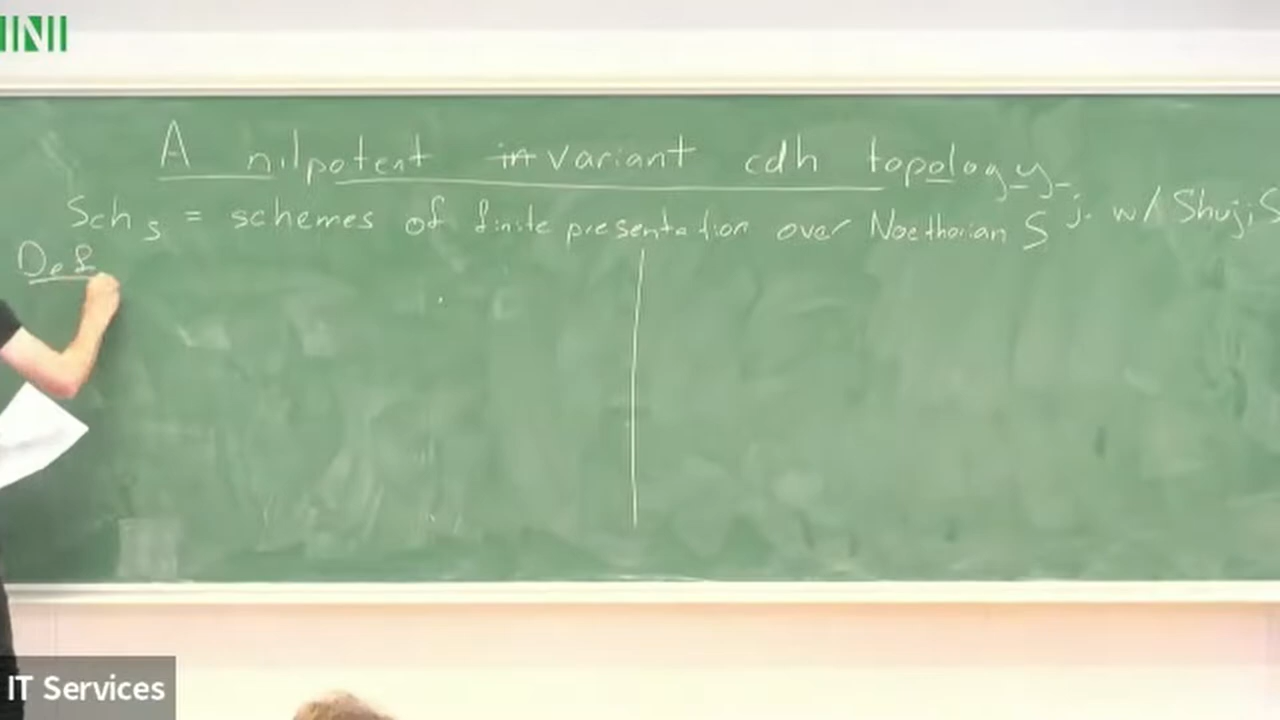 INI
A nilpotent invariant cdh topology
Sch_S = schemes of finite presentation over Noetherian S j. w/ Shuji S
Def
IT Services